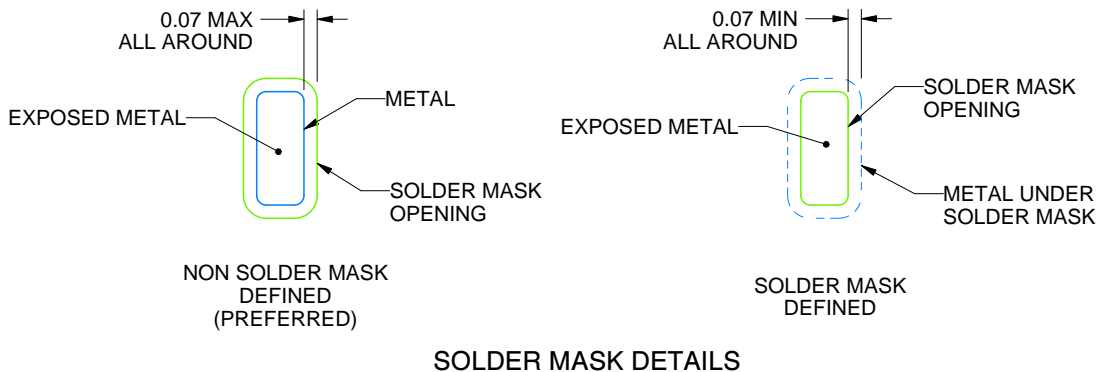 0.07 MAX
ALL AROUND
EXPOSED METAL
METAL
SOLDER MASK
OPENING
NON SOLDER MASK
DEFINED
(PREFERRED)
0.07 MIN
ALL AROUND
EXPOSED METAL
SOLDER MASK
OPENING
METAL UNDER
SOLDER MASK
SOLDER MASK
DEFINED
SOLDER MASK DETAILS